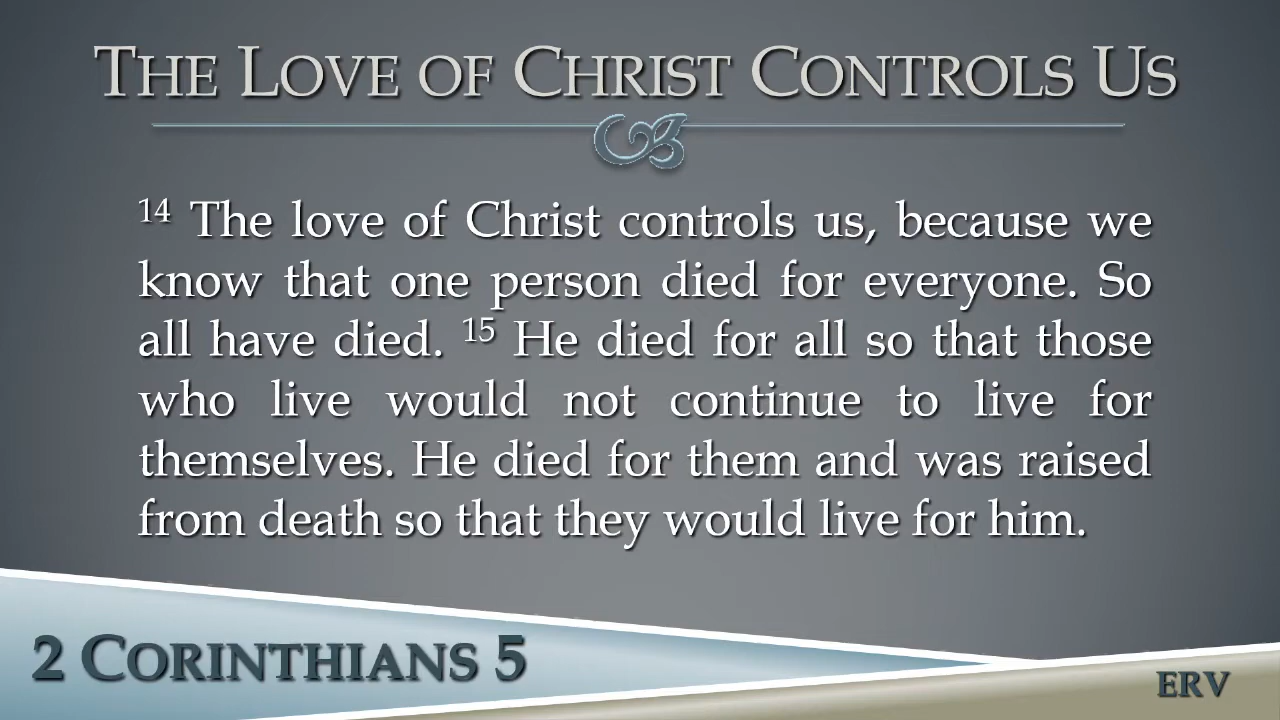 THE LOVE OF CHRIST CONTROLS US
14 The love of Christ controls us, because we
know that one person died for everyone. So
all have died. 15 He died for all so that those
who live would not continue to live for
themselves. He died for them and was raised
from death so that they would live for him.
2 CORINTHIANS 5
ERV